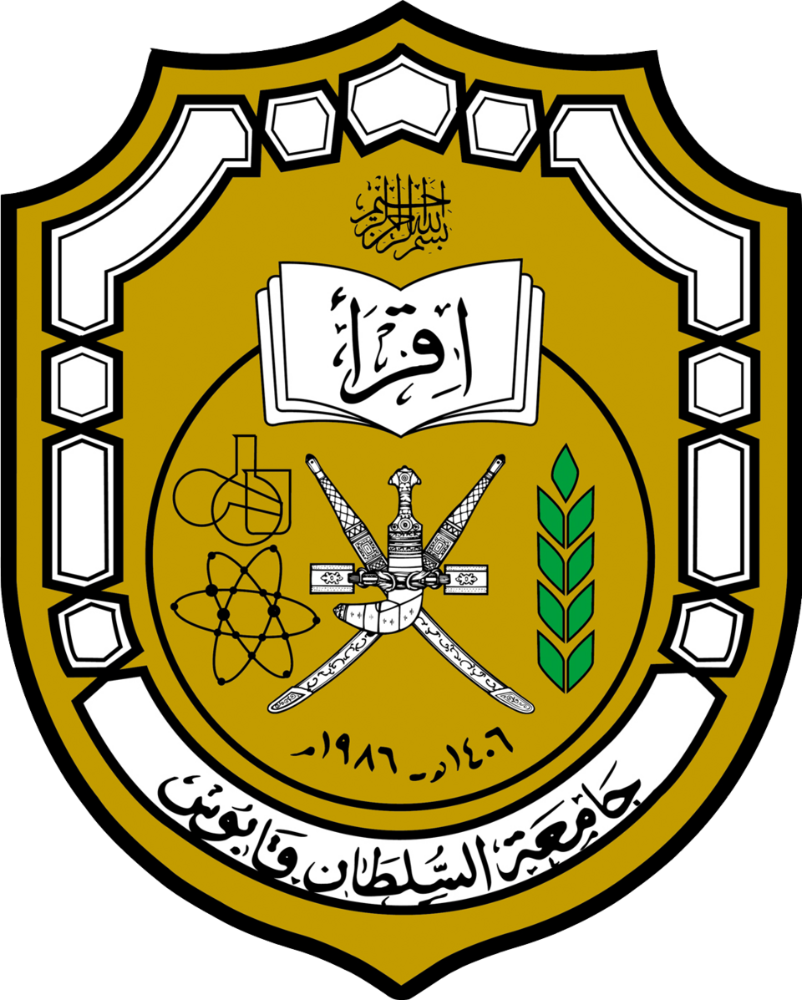 بسم الله الرحمن الرحيم
اقرأ
١٤٠٦هـ - ١٩٨٦م
جامعة السلطان قابوس